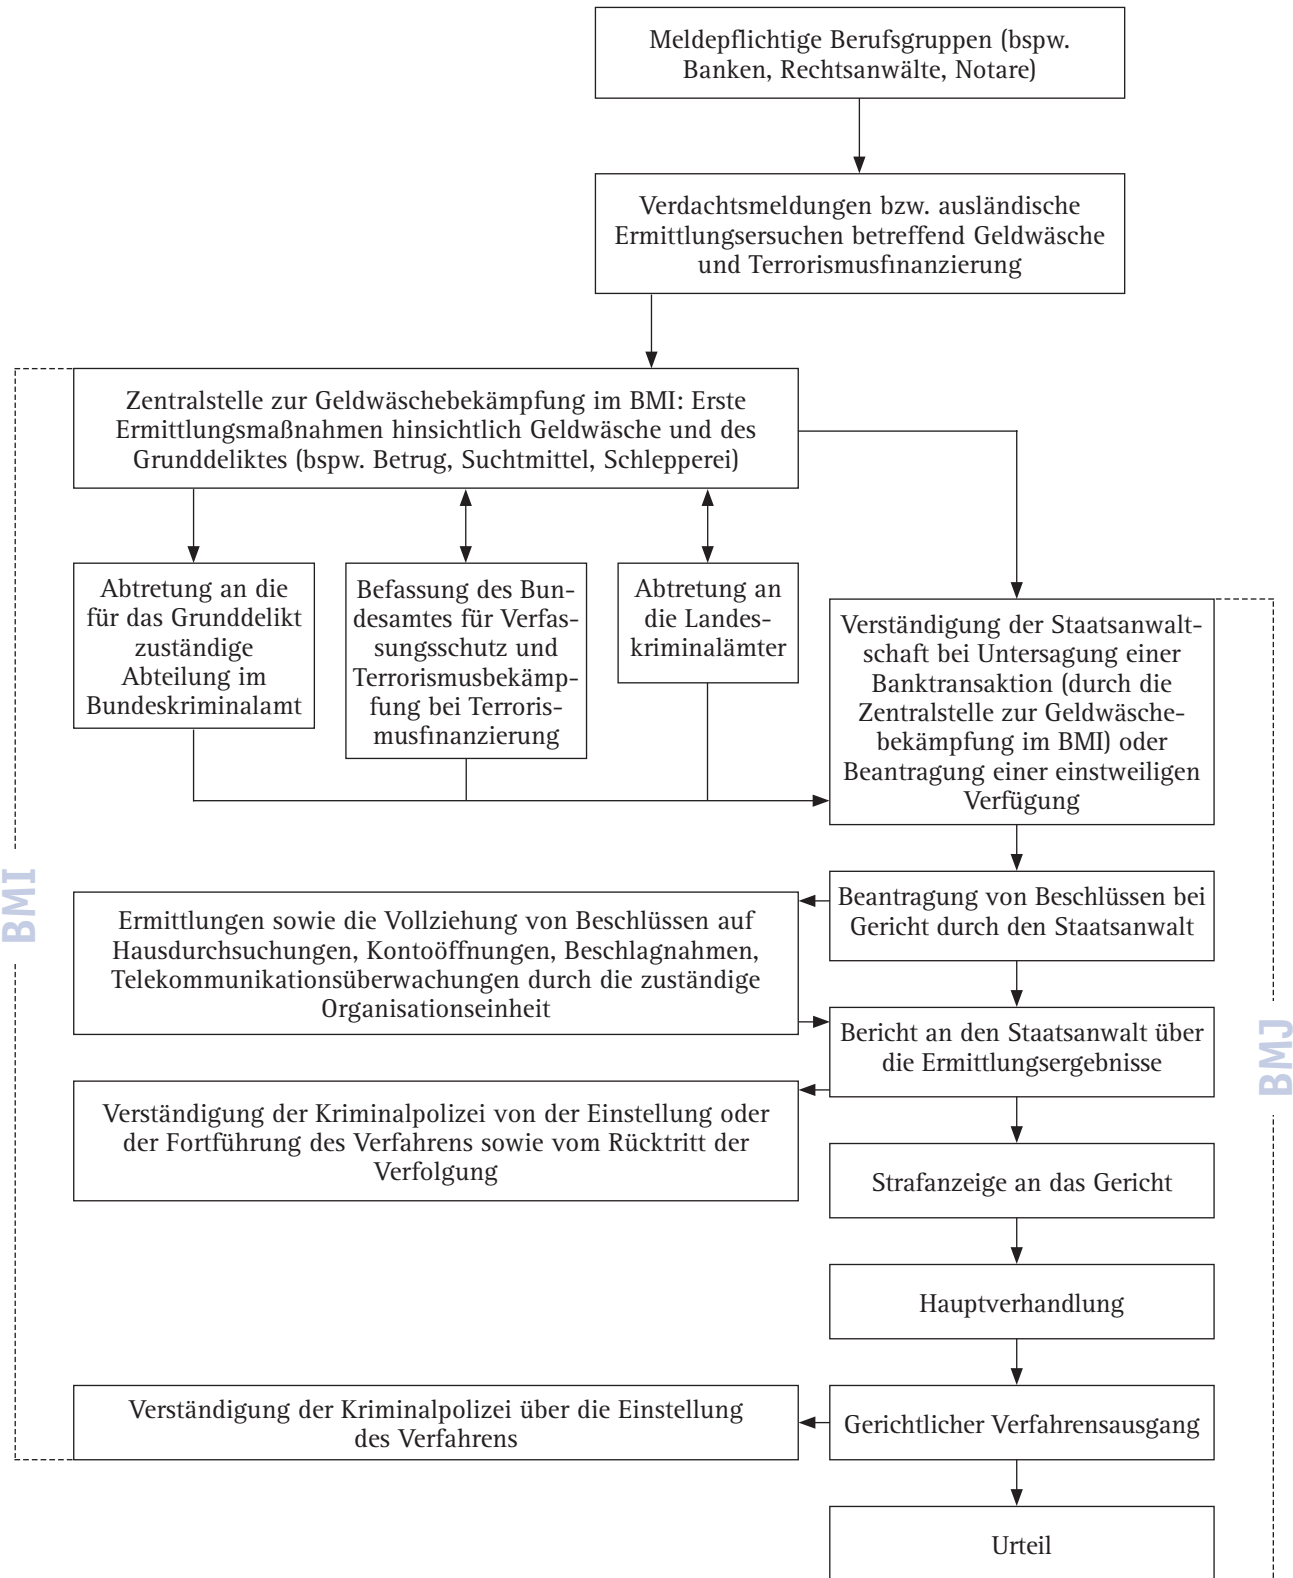 Meldepflichtige Berufsgruppen (bspw.
Banken, Rechtsanwälte, Notare)
Verdachtsmeldungen bzw. ausländische
Ermittlungsersuchen betreffend Geldwäsche
und Terrorismusfinanzierung
Zentralstelle zur Geldwäschebekämpfung im BMI: Erste
Ermittlungsmaßnahmen hinsichtlich Geldwäsche und des
Grunddeliktes (bspw. Betrug, Suchtmittel, Schlepperei)
Abtretung an die
für das Grunddelikt
zuständige
Abteilung im
Bundeskriminalamt
Befassung des Bun-
desamtes für Verfas-
sungsschutz und
Terrorismusbekämp-
fung bei Terroris-
musfinanzierung
Abtretung an
die Landes-
kriminalämter
Verständigung der Staatsanwalt-
schaft bei Untersagung einer
Banktransaktion (durch die
Zentralstelle zur Geldwäsche-
bekämpfung im BMI) oder
Beantragung einer einstweiligen
Verfügung
BMI
Beantragung von Beschlüssen bei
Gericht durch den Staatsanwalt
Ermittlungen sowie die Vollziehung von Beschlüssen auf
Hausdurchsuchungen, Kontoöffnungen, Beschlagnahmen,
Telekommunikationsüberwachungen durch die zuständige
Organisationseinheit
Bericht an den Staatsanwalt über
die Ermittlungsergebnisse
BMJ
Verständigung der Kriminalpolizei von der Einstellung oder
der Fortführung des Verfahrens sowie vom Rücktritt der
Verfolgung
Strafanzeige an das Gericht
Hauptverhandlung
Gerichtlicher Verfahrensausgang
Verständigung der Kriminalpolizei über die Einstellung
des Verfahrens
Urteil